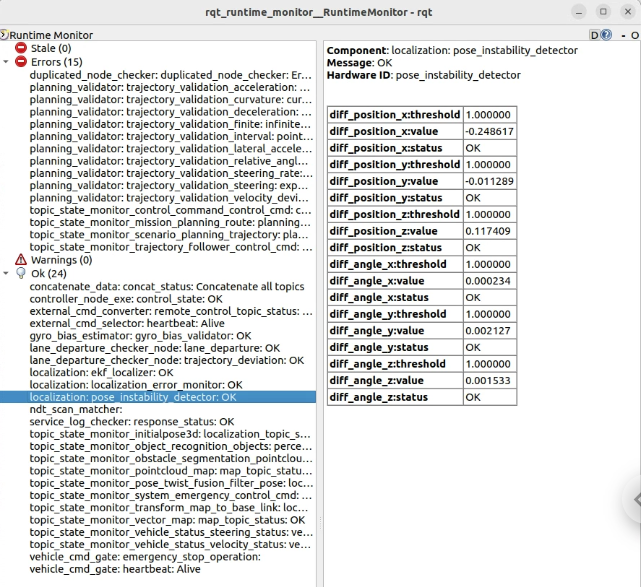 rqt_runtime_monitor__RuntimeMonitor - rqt
Runtime Monitor
D
- O
Stale (0)
Errors (15)
duplicated_node_checker: duplicated_node_checker: Er...
planning_validator: trajectory_validation_acceleration: ...
planning_validator: trajectory_validation_curvature: cur...
planning_validator: trajectory_validation_deceleration: ...
planning_validator: trajectory_validation_finite: infinite...
planning_validator: trajectory_validation_interval: point...
planning_validator: trajectory_validation_lateral_accele...
planning_validator: trajectory_validation_relative_angl...
planning_validator: trajectory_validation_steering_rate:...
planning_validator: trajectory_validation_steering: exp...
planning_validator: trajectory_validation_velocity_devi...
topic_state_monitor_control_command_control_cmd: c...
topic_state_monitor_mission_planning_route: planning...
topic_state_monitor_scenario_planning_trajectory: pla...
topic_state_monitor_trajectory_follower_control_cmd: ...
Warnings (0)
Ok (24)
concatenate_data: concat_status: Concatenate all topics
controller_node_exe: control_state: OK
external_cmd_converter: remote_control_topic_status: ...
external_cmd_selector: heartbeat: Alive
gyro_bias_estimator: gyro_bias_validator: OK
lane_departure_checker_node: lane_departure: OK
lane_departure_checker_node: trajectory_deviation: OK
localization: ekf_localizer: OK
localization: localization_error_monitor: OK
localization: pose_instability_detector: OK
ndt_scan_matcher:
service_log_checker: response_status: OK
topic_state_monitor_initialpose3d: localization_topic_s...
topic_state_monitor_object_recognition_objects: perce...
topic_state_monitor_obstacle_segmentation_pointclou...
topic_state_monitor_pointcloud_map: map_topic_statu...
topic_state_monitor_pose_twist_fusion_filter_pose: loc...
topic_state_monitor_system_emergency_control_cmd: ...
topic_state_monitor_transform_map_to_base_link: loc...
topic_state_monitor_vector_map: map_topic_status: OK
topic_state_monitor_vehicle_status_steering_status: ve...
topic_state_monitor_vehicle_status_velocity_status: ve...
vehicle_cmd_gate: emergency_stop_operation:
vehicle_cmd_gate: heartbeat: Alive
Component: localization: pose_instability_detector
Message: OK
Hardware ID: pose_instability_detector
diff_position_x:threshold 1.000000
diff_position_x:value -0.248617
diff_position_x:status OK
diff_position_y:threshold 1.000000
diff_position_y:value -0.011289
diff_position_y:status OK
diff_position_z:threshold 1.000000
diff_position_z:value 0.117409
diff_position_z:status OK
diff_angle_x:threshold 1.000000
diff_angle_x:value 0.000234
diff_angle_x:status OK
diff_angle_y:threshold 1.000000
diff_angle_y:value 0.002127
diff_angle_y:status OK
diff_angle_z:threshold 1.000000
diff_angle_z:value 0.001533
diff_angle_z:status OK